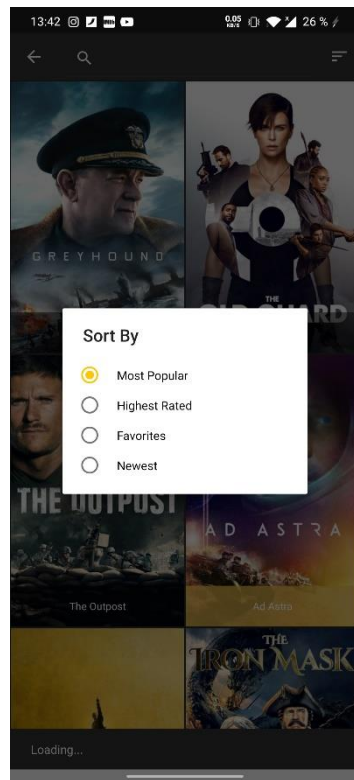 13:42
0.05
KB/S
26 %
GREYHOUND
THE
OLD GUARD
Sort By
Most Popular
Highest Rated
Favorites
Newest
THE OUTPOST
AD ASTRA
The Outpost
Ad Astra
THE
IRON MASK
Loading...